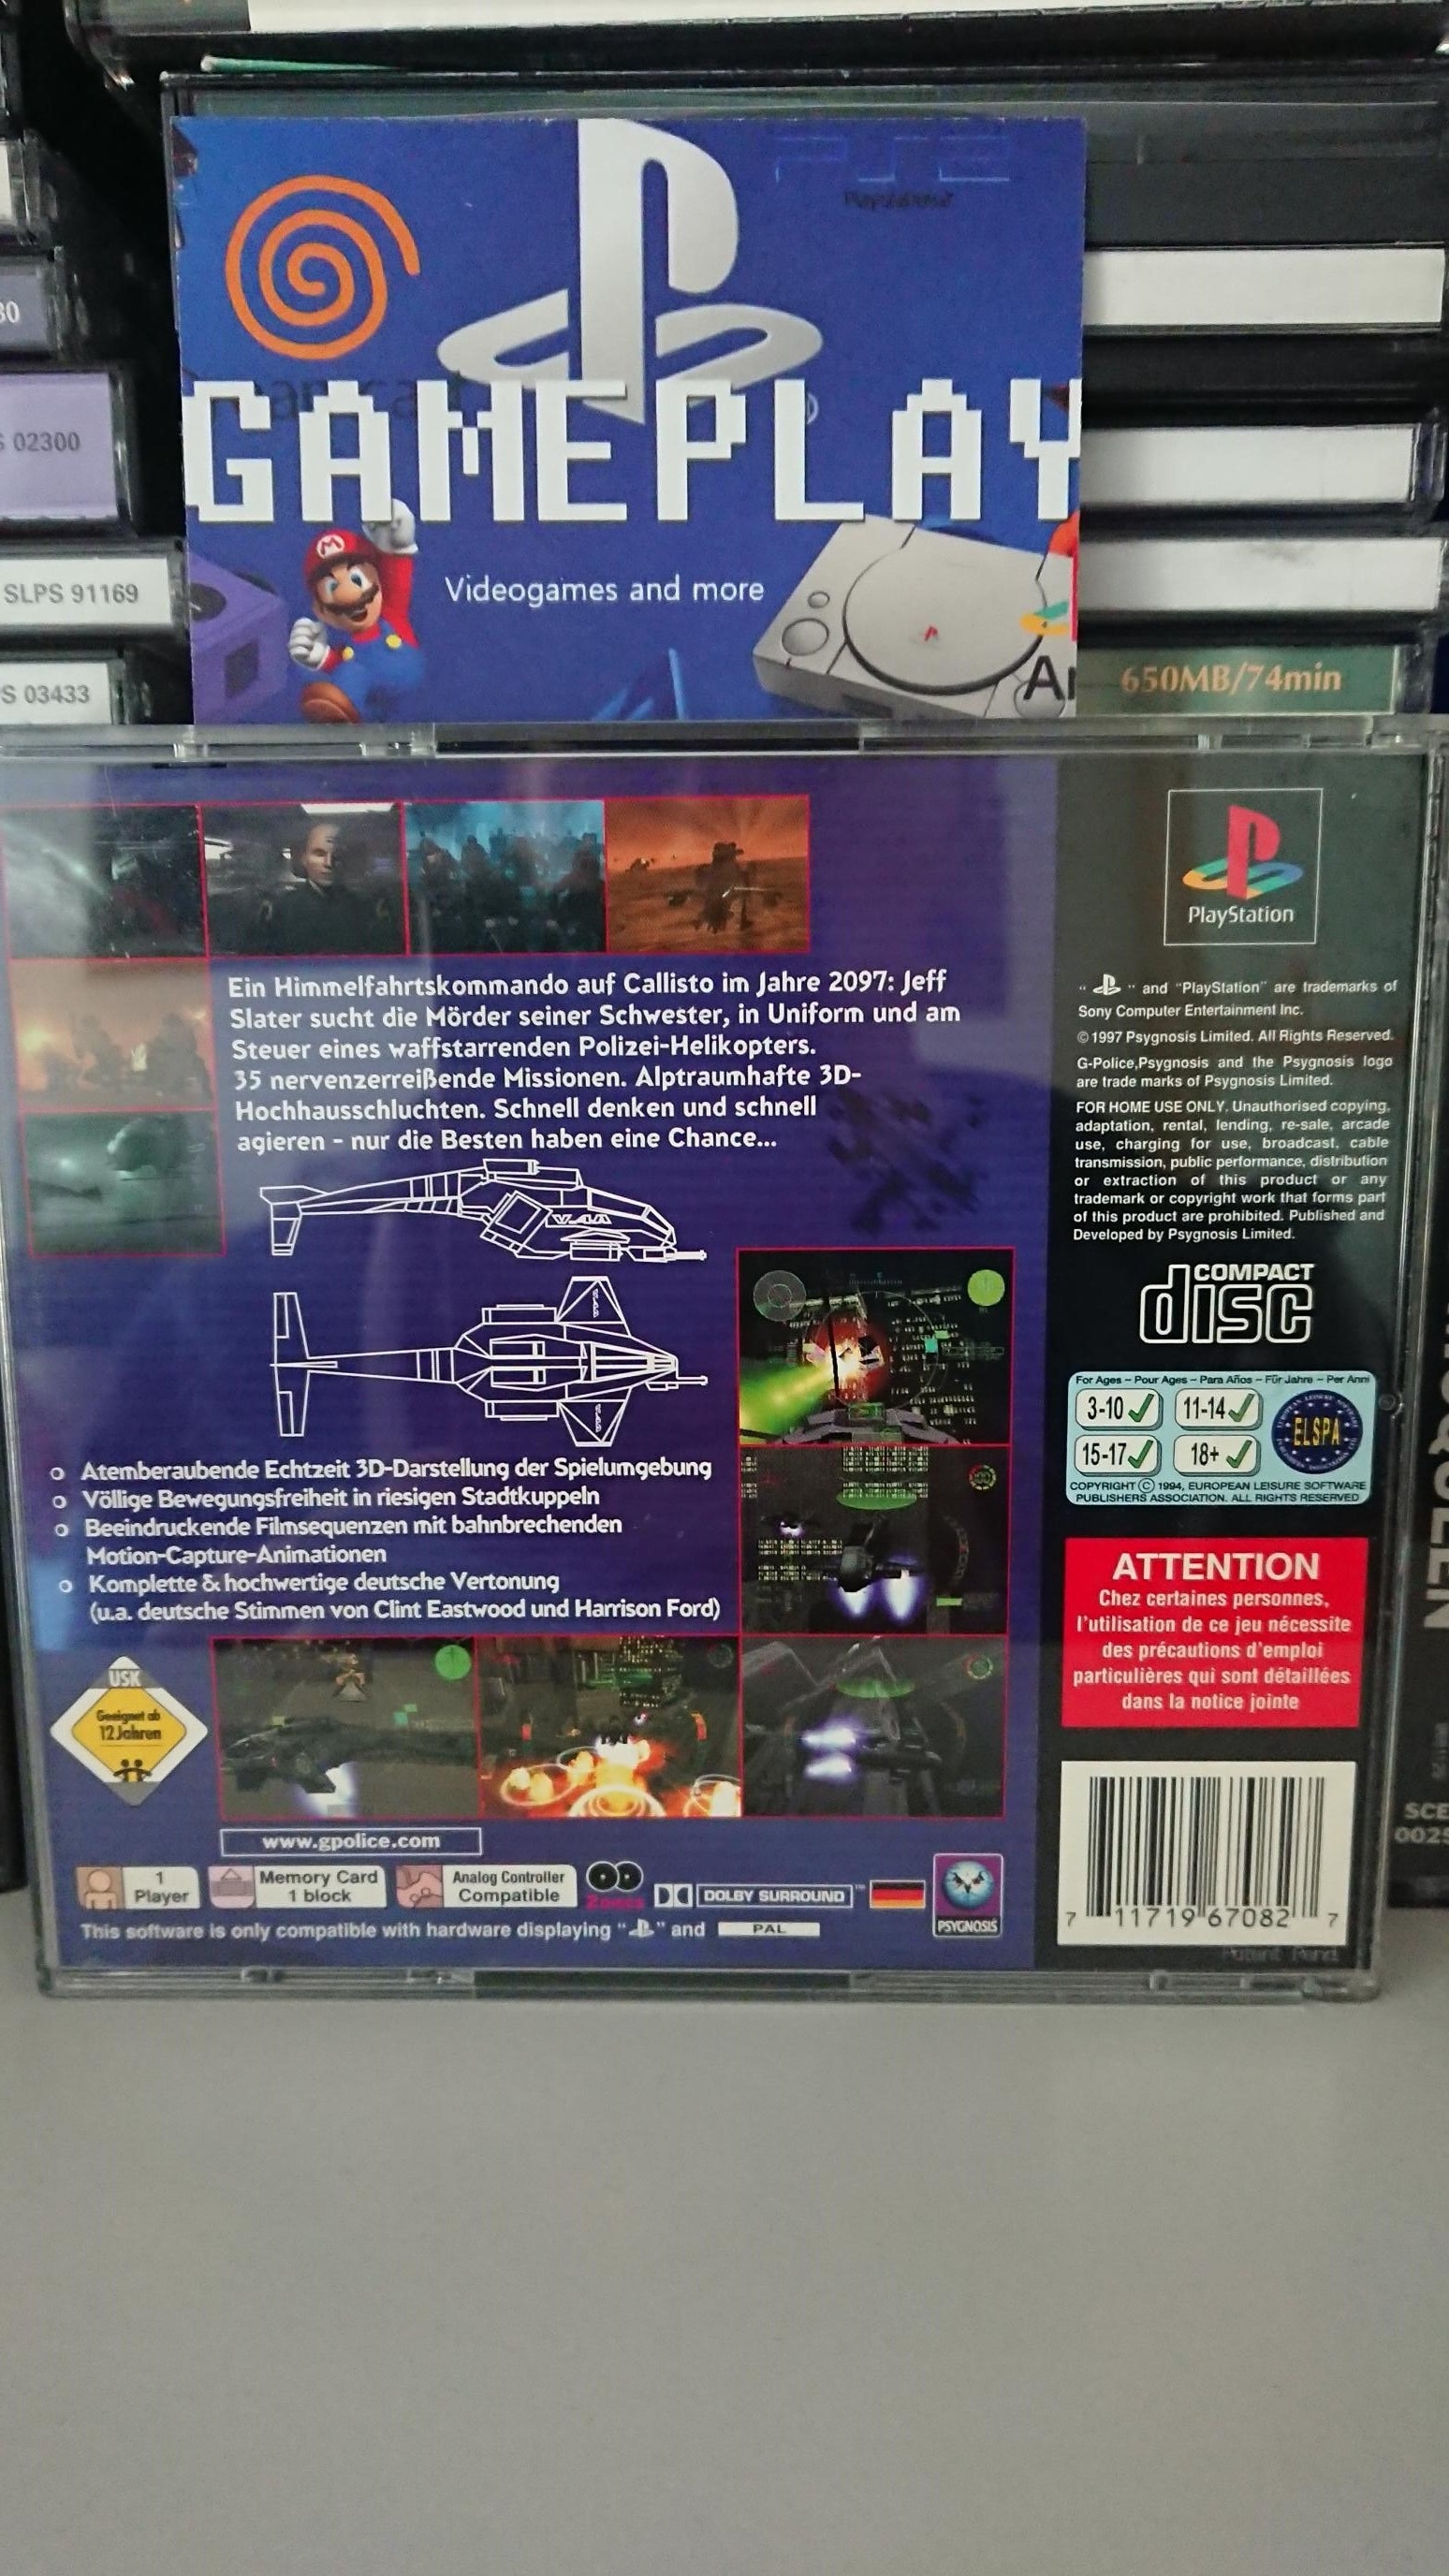 PS2
PlayStation 2
GAMEPLAY
Videogames and more
30
S 02300
SLPS 91169
S 03433
650MB/74min
Ein Himmelfahrtskommando auf Callisto im Jahre 2097: Jeff
Slater sucht die Mörder seiner Schwester, in Uniform und am
Steuer eines waffstarrenden Polizei-Helikopters.
35 nervenzerreißende Missionen. Alptraumhafte 3D-
Hochhausschluchten. Schnell denken und schnell
agieren - nur die Besten haben eine Chance...
o Atemberaubende Echtzeit 3D-Darstellung der Spielumgebung
o Völlige Bewegungsfreiheit in riesigen Stadtkuppeln
o Beeindruckende Filmsequenzen mit bahnbrechenden
Motion-Capture-Animationen
o Komplette & hochwertige deutsche Vertonung
(u.a. deutsche Stimmen von Clint Eastwood und Harrison Ford)
USK
Geeignet ab
12 Jahren
www.gpolice.com
1
Player
Memory Card
1 block
Analog Controller
Compatible
2 DISCS
DOLBY SURROUND™
PSYGNOSIS
This software is only compatible with hardware displaying " " and PAL
PlayStation
" " and "PlayStation" are trademarks of
Sony Computer Entertainment Inc.
© 1997 Psygnosis Limited. All Rights Reserved.
G-Police,Psygnosis and the Psygnosis logo
are trade marks of Psygnosis Limited.
FOR HOME USE ONLY. Unauthorised copying,
adaptation, rental, lending, re-sale, arcade
use, charging for use, broadcast, cable
transmission, public performance, distribution
or extraction of this product or any
trademark or copyright work that forms part
of this product are prohibited. Published and
Developed by Psygnosis Limited.
COMPACT
disc
For Ages – Pour Ages – Para Años – Für Jahre – Per Anni
3-10 11-14
15-17 18+
ELSPA
COPYRIGHT © 1994, EUROPEAN LEISURE SOFTWARE
PUBLISHERS ASSOCIATION. ALL RIGHTS RESERVED
ATTENTION
Chez certaines personnes,
l'utilisation de ce jeu nécessite
des précautions d'emploi
particulières qui sont détaillées
dans la notice jointe
7 11719 67082 7
Patent Pend.